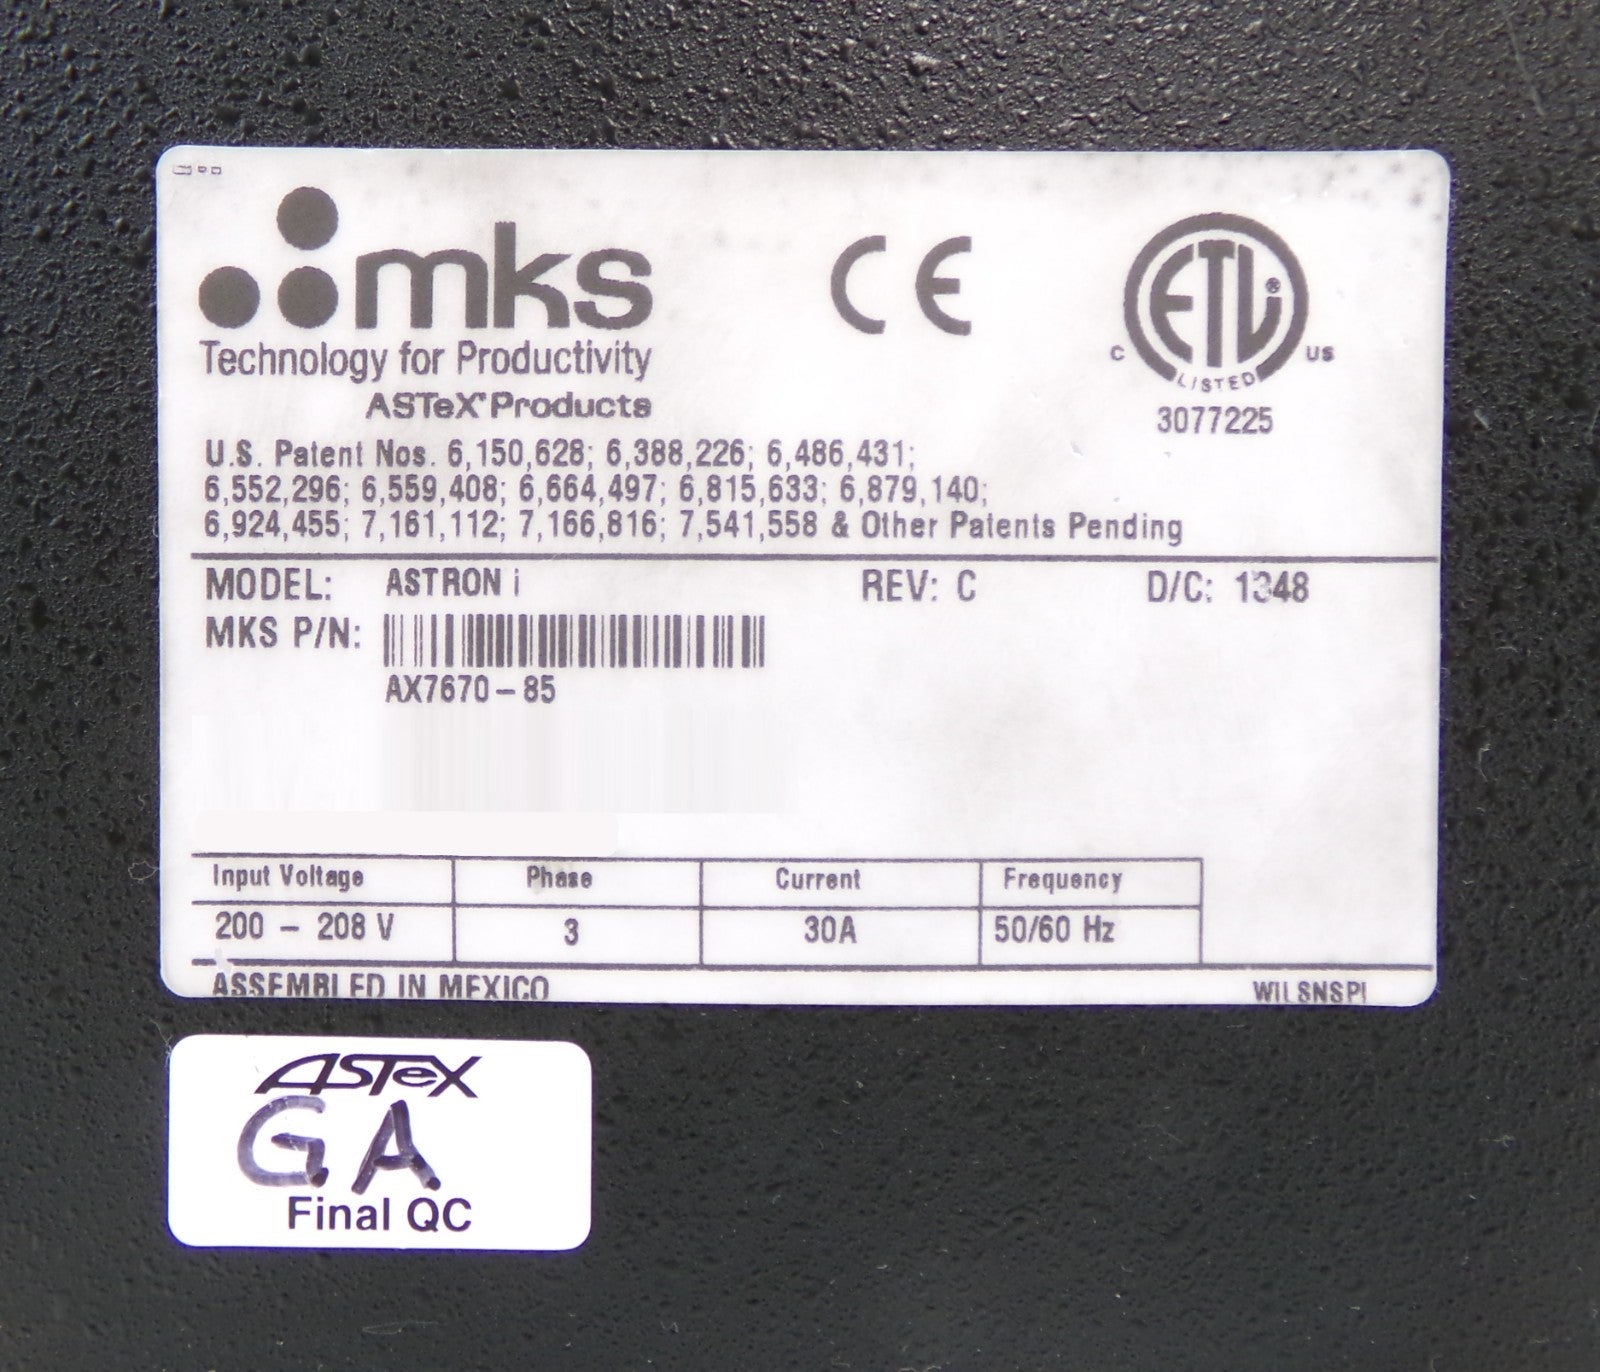 mks
Technology for Productivity
ASTeX® Products
CE
ETL®
C LISTED US
3077225
U.S. Patent Nos. 6,150,628; 6,388,226; 6,486,431;
6,552,296; 6,559,408; 6,664,497; 6,815,633; 6,879,140;
6,924,455; 7,161,112; 7,166,816; 7,541,558 & Other Patents Pending
MODEL: ASTRON i REV: C D/C: 1348
MKS P/N:
AX7670-85
Input Voltage Phase Current Frequency
200 - 208 V 3 30A 50/60 Hz
ASSEMBLED IN MEXICO WILSNSPI
ASTeX
GA
Final QC